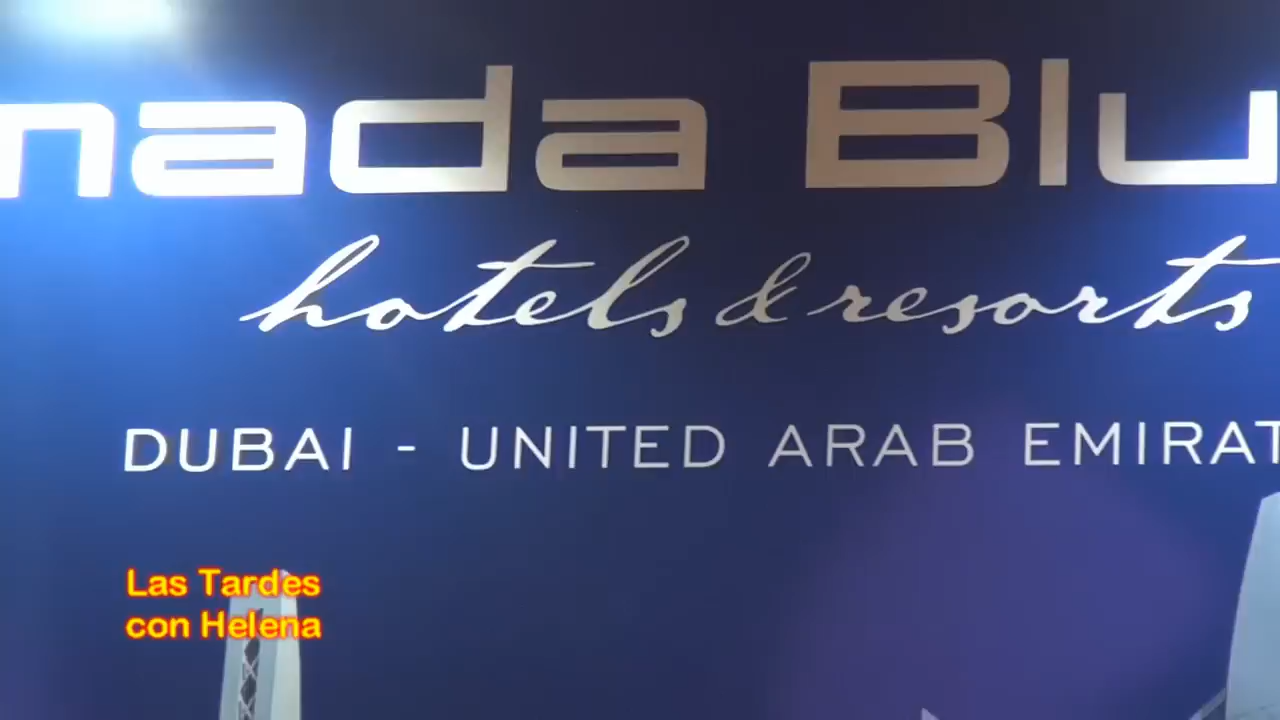 nada Blu
hotels & resorts
DUBAI - UNITED ARAB EMIRAT
Las Tardes
con Helena